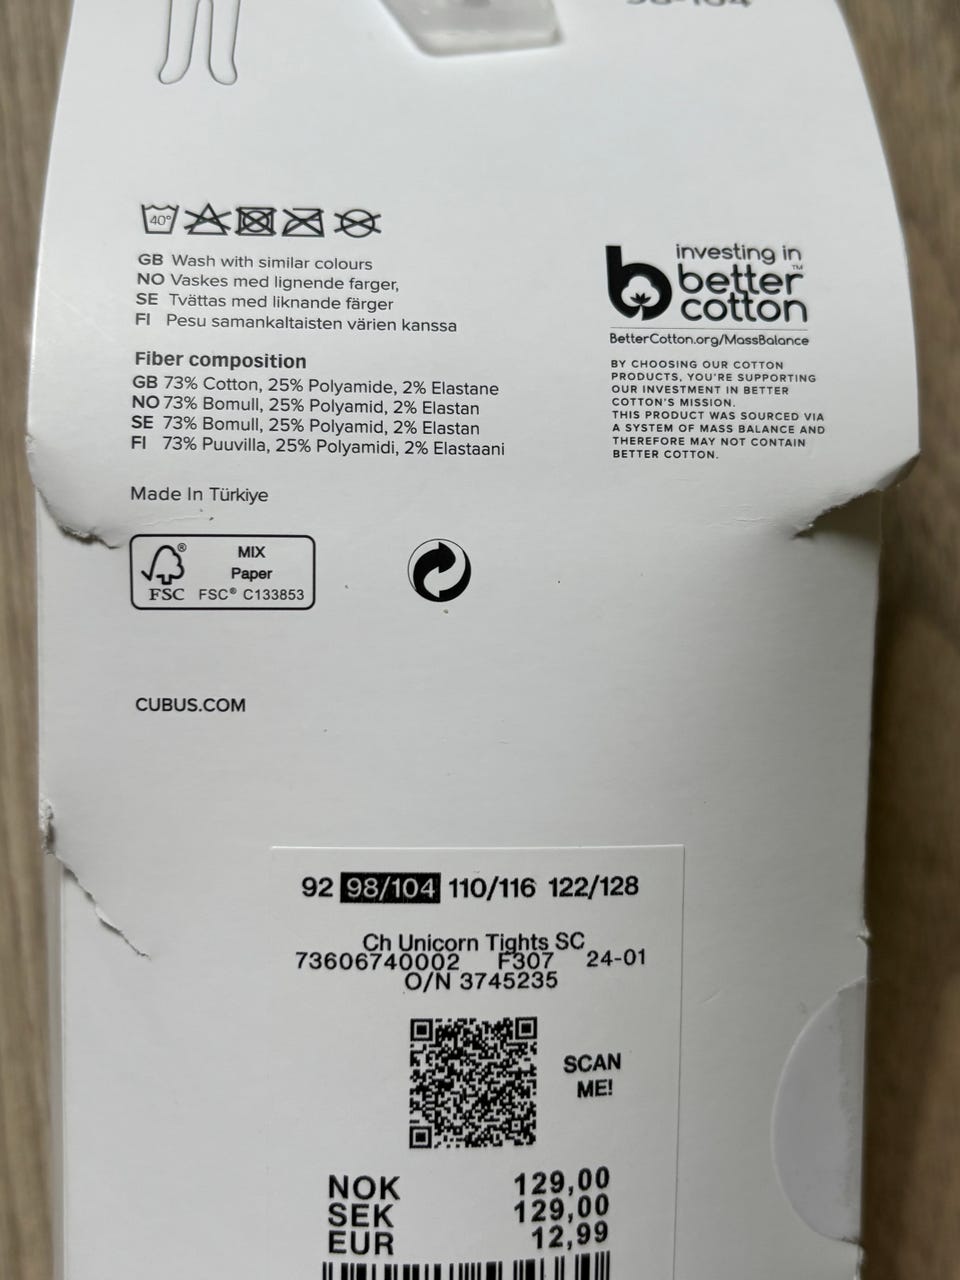 40°
GB Wash with similar colours
NO Vaskes med lignende farger,
SE Tvättas med liknande färger
FI Pesu samankaltaisten värien kanssa
Fiber composition
GB 73% Cotton, 25% Polyamide, 2% Elastane
NO 73% Bomull, 25% Polyamid, 2% Elastan
SE 73% Bomull, 25% Polyamid, 2% Elastan
FI 73% Puuvilla, 25% Polyamidi, 2% Elastaani
investing in
better™
cotton
BetterCotton.org/MassBalance
BY CHOOSING OUR COTTON
PRODUCTS, YOU'RE SUPPORTING
OUR INVESTMENT IN BETTER
COTTON'S MISSION.
THIS PRODUCT WAS SOURCED VIA
A SYSTEM OF MASS BALANCE AND
THEREFORE MAY NOT CONTAIN
BETTER COTTON.
Made In Türkiye
MIX
Paper
FSC FSC® C133853
CUBUS.COM
92 98/104 110/116 122/128
Ch Unicorn Tights SC
73606740002 F307 24-01
O/N 3745235
SCAN
ME!
NOK 129,00
SEK 129,00
EUR 12,99